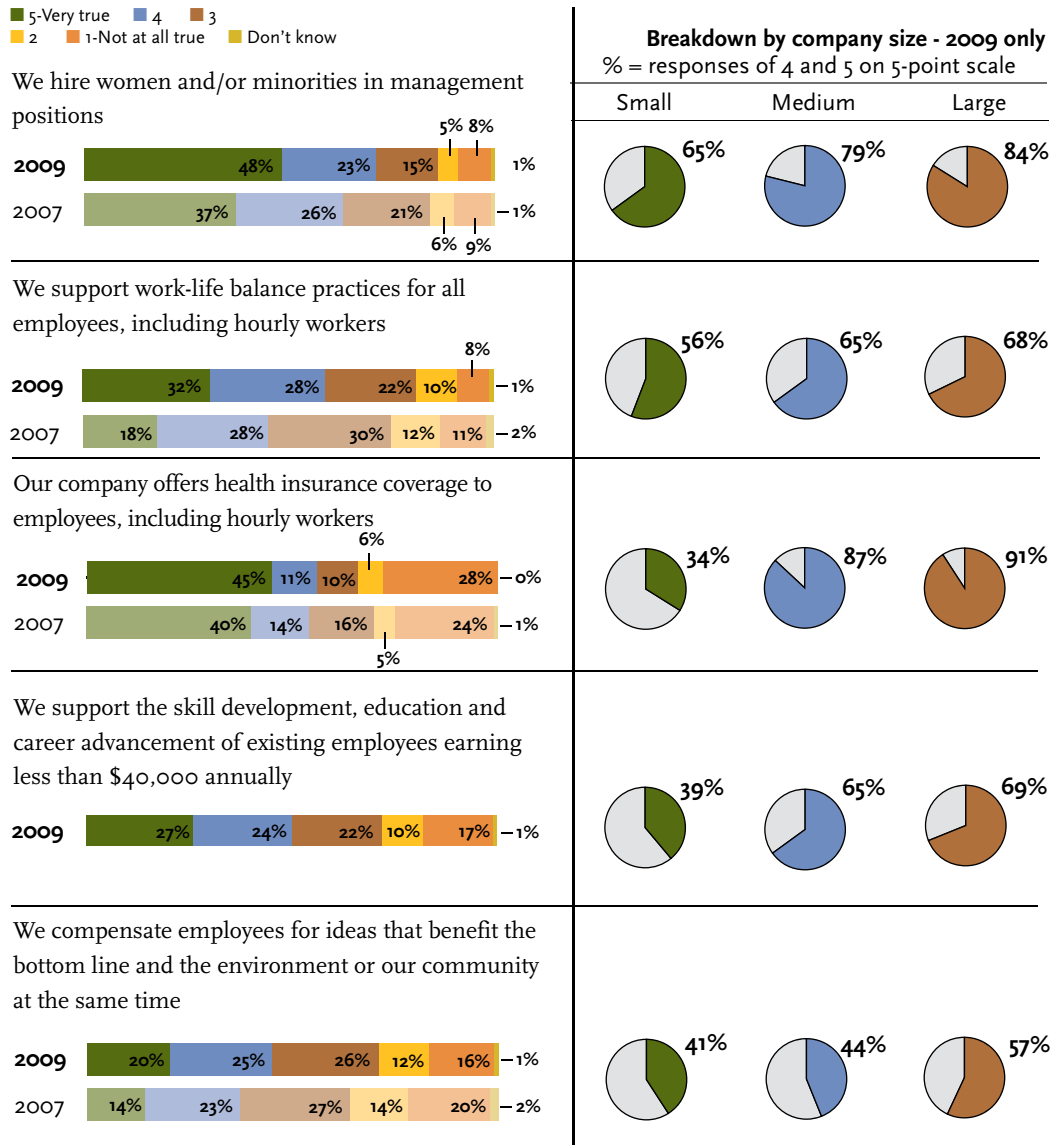 5-Very true 4 3
2 1-Not at all true Don't know
Breakdown by company size - 2009 only
% = responses of 4 and 5 on 5-point scale
Small Medium Large
We hire women and/or minorities in management
positions
5% 8%
2009 48% 23% 15% 1%
2007 37% 26% 21% 1%
6% 9%
65% 79% 84%
We support work-life balance practices for all
employees, including hourly workers
8%
2009 32% 28% 22% 10% 1%
2007 18% 28% 30% 12% 11% 2%
56% 65% 68%
Our company offers health insurance coverage to
employees, including hourly workers
6%
2009 45% 11% 10% 28% 0%
2007 40% 14% 16% 24% 1%
5%
34% 87% 91%
We support the skill development, education and
career advancement of existing employees earning
less than $40,000 annually
2009 27% 24% 22% 10% 17% 1%
39% 65% 69%
We compensate employees for ideas that benefit the
bottom line and the environment or our community
at the same time
2009 20% 25% 26% 12% 16% 1%
2007 14% 23% 27% 14% 20% 2%
41% 44% 57%